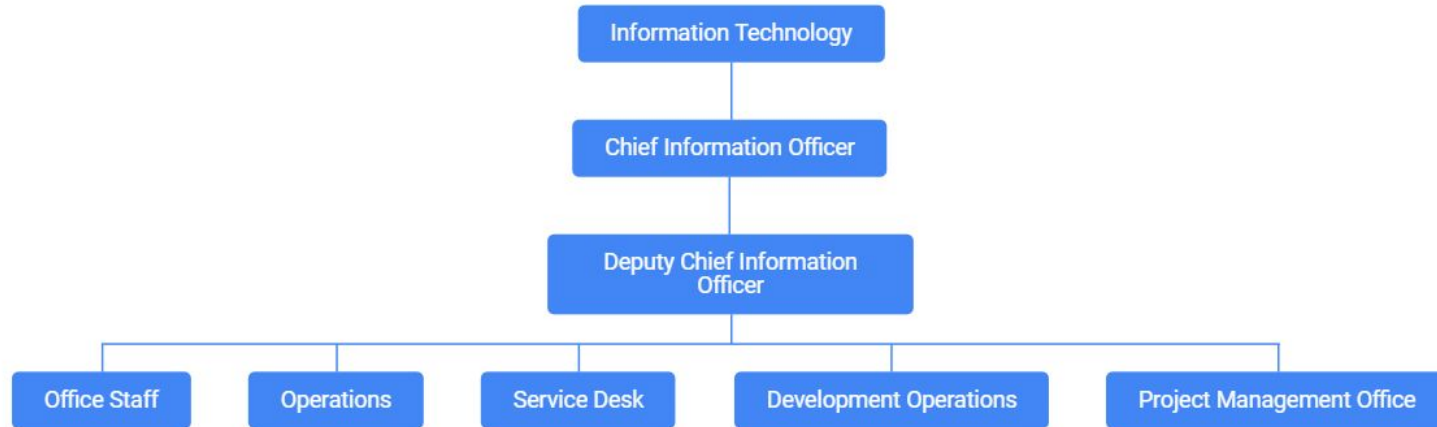 Information Technology
Chief Information Officer
Deputy Chief Information
Officer
Office Staff
Operations
Service Desk
Development Operations
Project Management Office